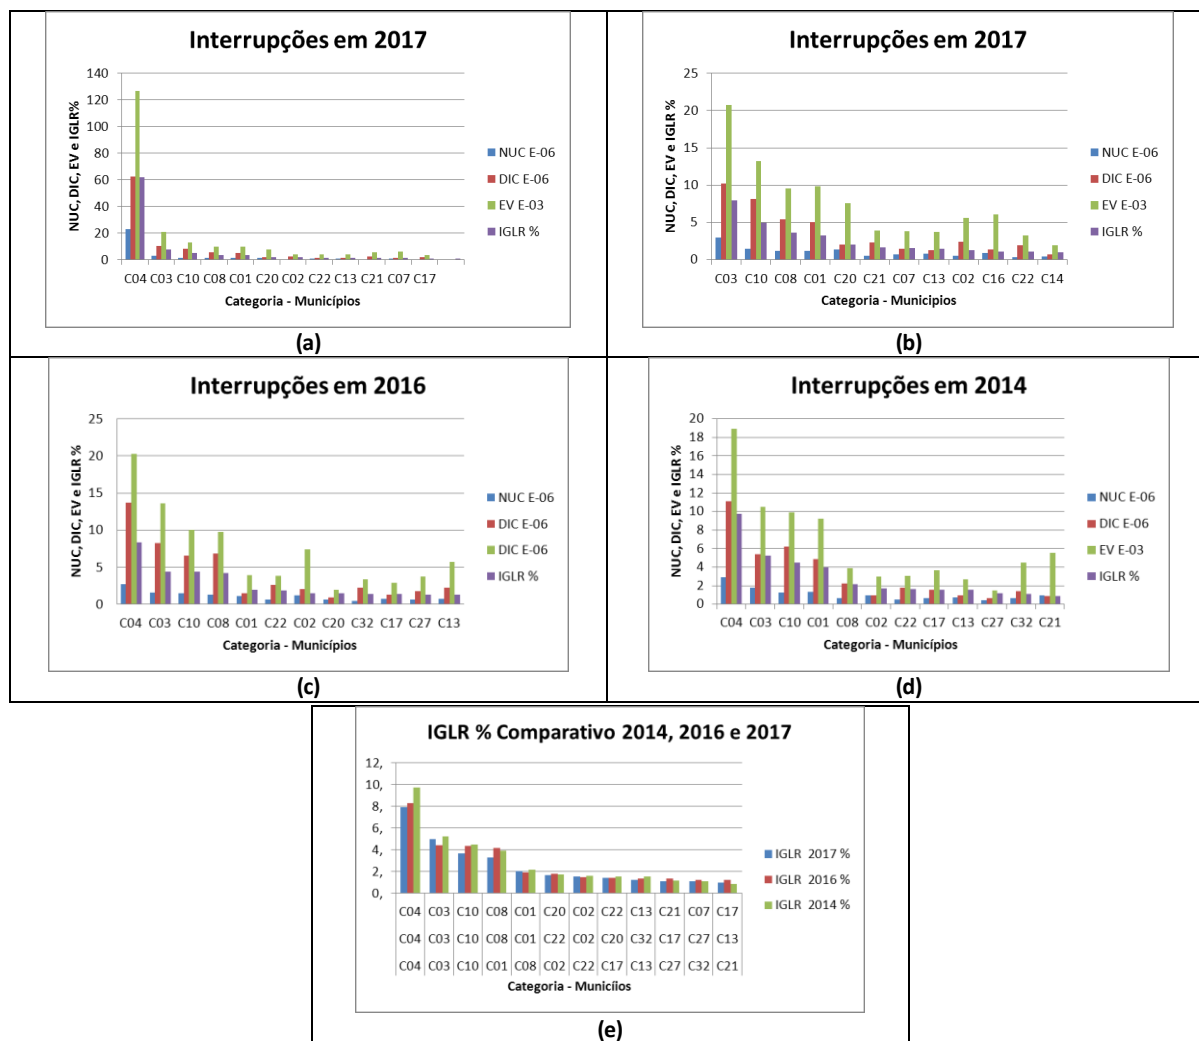 Interrupções em 2017
NUC, DIC, EV e IGLR%
140
120
100
80
60
40
20
0
C04 C03 C10 C08 C01 C20 C02 C22 C13 C21 C07 C17
Categoria - Municípios
NUC E-06
DIC E-06
EV E-03
IGLR %
(a)
Interrupções em 2017
NUC, DIC, EV e IGLR %
25
20
15
10
5
0
C03 C10 C08 C01 C20 C21 C07 C13 C02 C16 C22 C14
Categoria - Municipios
NUC E-06
DIC E-06
EV E-03
IGLR %
(b)
Interrupções em 2016
NUC, DIC, EV e IGLR %
25
20
15
10
5
0
C04 C03 C10 C08 C01 C22 C02 C20 C32 C17 C27 C13
Categoria - Municípios
NUC E-06
DIC E-06
DIC E-06
IGLR %
(c)
Interrupções em 2014
NUC, DIC, EV e IGLR %
20
18
16
14
12
10
8
6
4
2
0
C04 C03 C10 C01 C08 C02 C22 C17 C13 C27 C32 C21
Categoria - Municípios
NUC E-06
DIC E-06
EV E-03
IGLR %
(d)
IGLR % Comparativo 2014, 2016 e 2017
12,
10,
8,
6,
4,
2,
0,
C04 C03 C10 C08 C01 C20 C02 C22 C13 C21 C07 C17
C04 C03 C10 C08 C01 C22 C02 C20 C32 C17 C27 C13
C04 C03 C10 C01 C08 C02 C22 C17 C13 C27 C32 C21
Categoria - Municíios
IGLR 2017 %
IGLR 2016 %
IGLR 2014 %
(e)